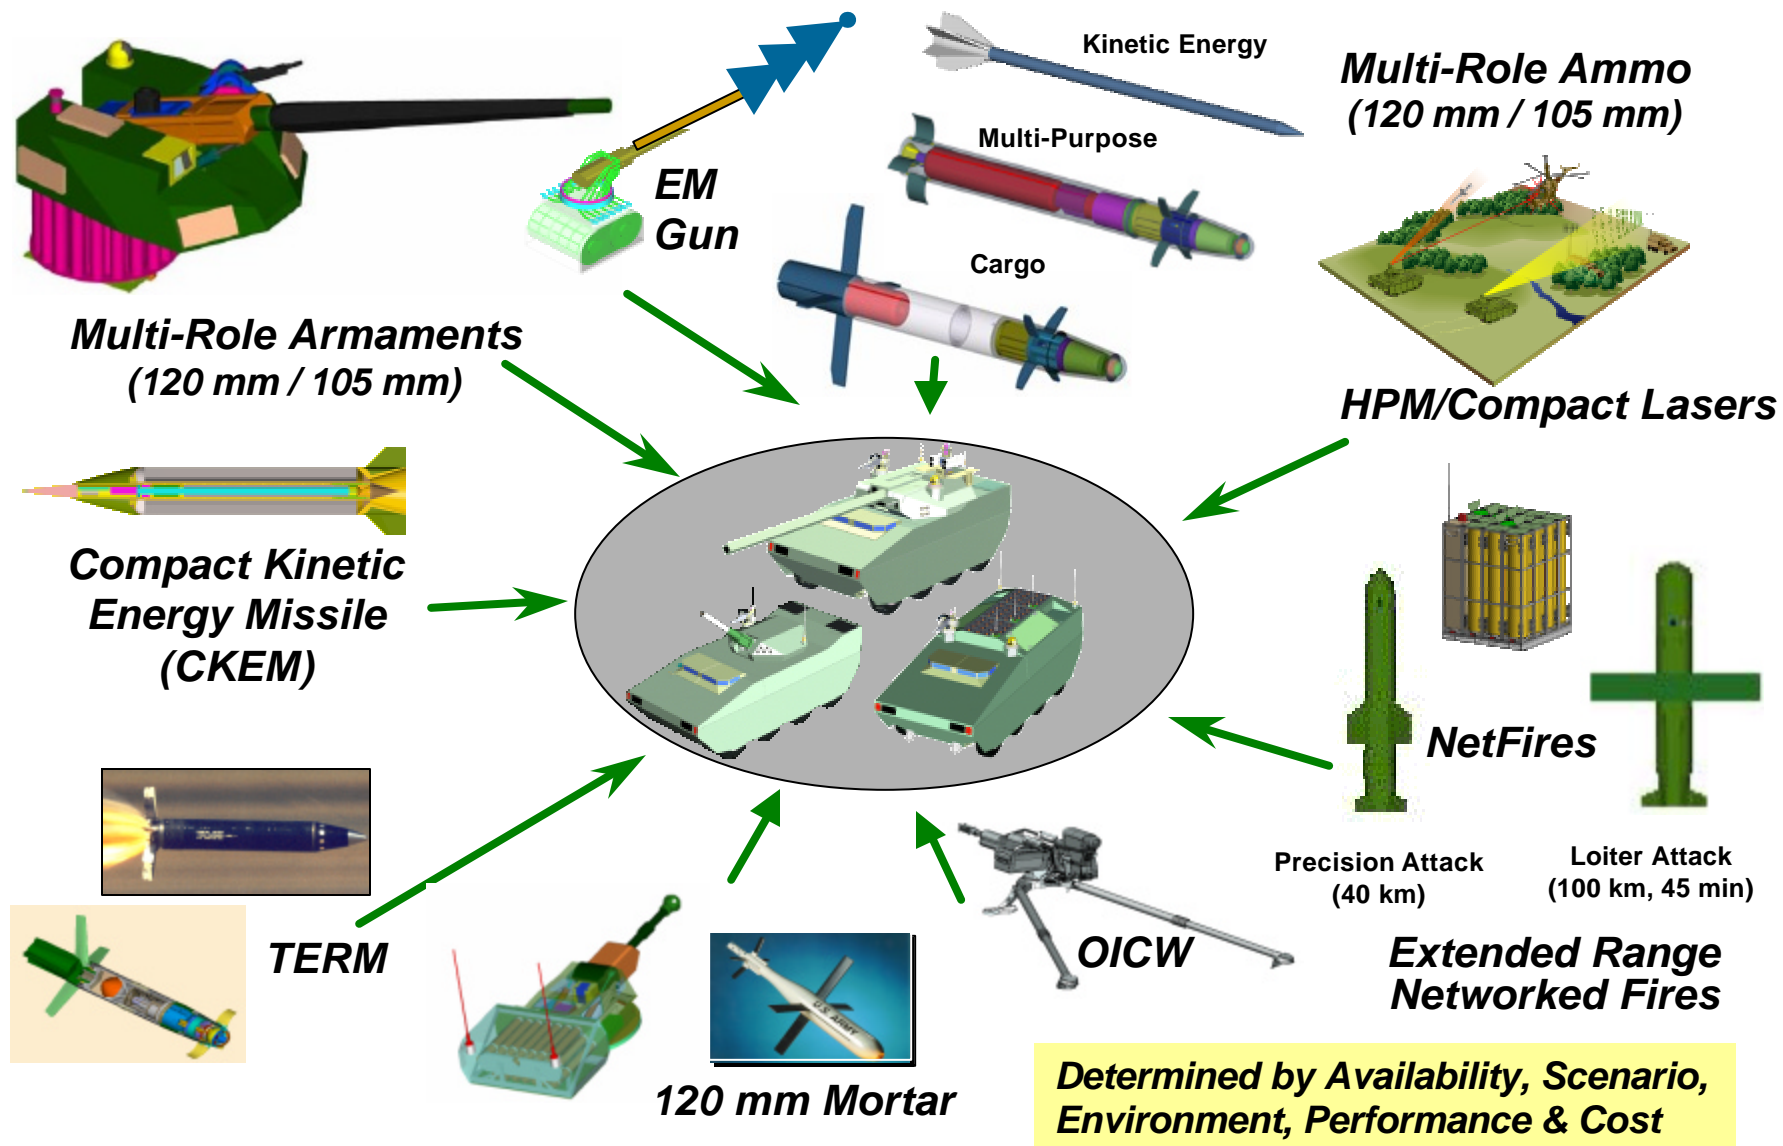 Kinetic Energy
Multi-Role Ammo
(120 mm / 105 mm)
Multi-Purpose
EM
Gun
Cargo
Multi-Role Armaments
(120 mm / 105 mm)
HPM/Compact Lasers
Compact Kinetic
Energy Missile
(CKEM)
NetFires
Precision Attack
(40 km)
Loiter Attack
(100 km, 45 min)
TERM
OICW
Extended Range
Networked Fires
U.S. ARMY
120 mm Mortar
Determined by Availability, Scenario,
Environment, Performance & Cost